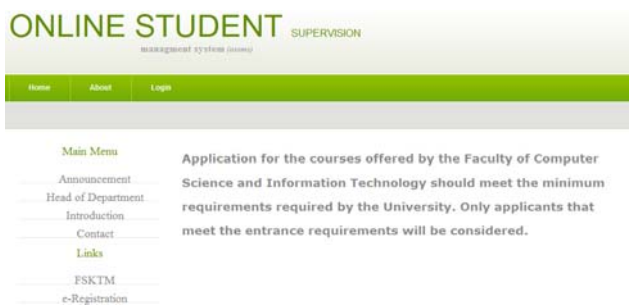 ONLINE STUDENT SUPERVISION
managment system
Home About Login
Main Menu
Announcement
Head of Department
Introduction
Contact
Links
FSKTM
e-Registration
Application for the courses offered by the Faculty of Computer
Science and Information Technology should meet the minimum
requirements required by the University. Only applicants that
meet the entrance requirements will be considered.